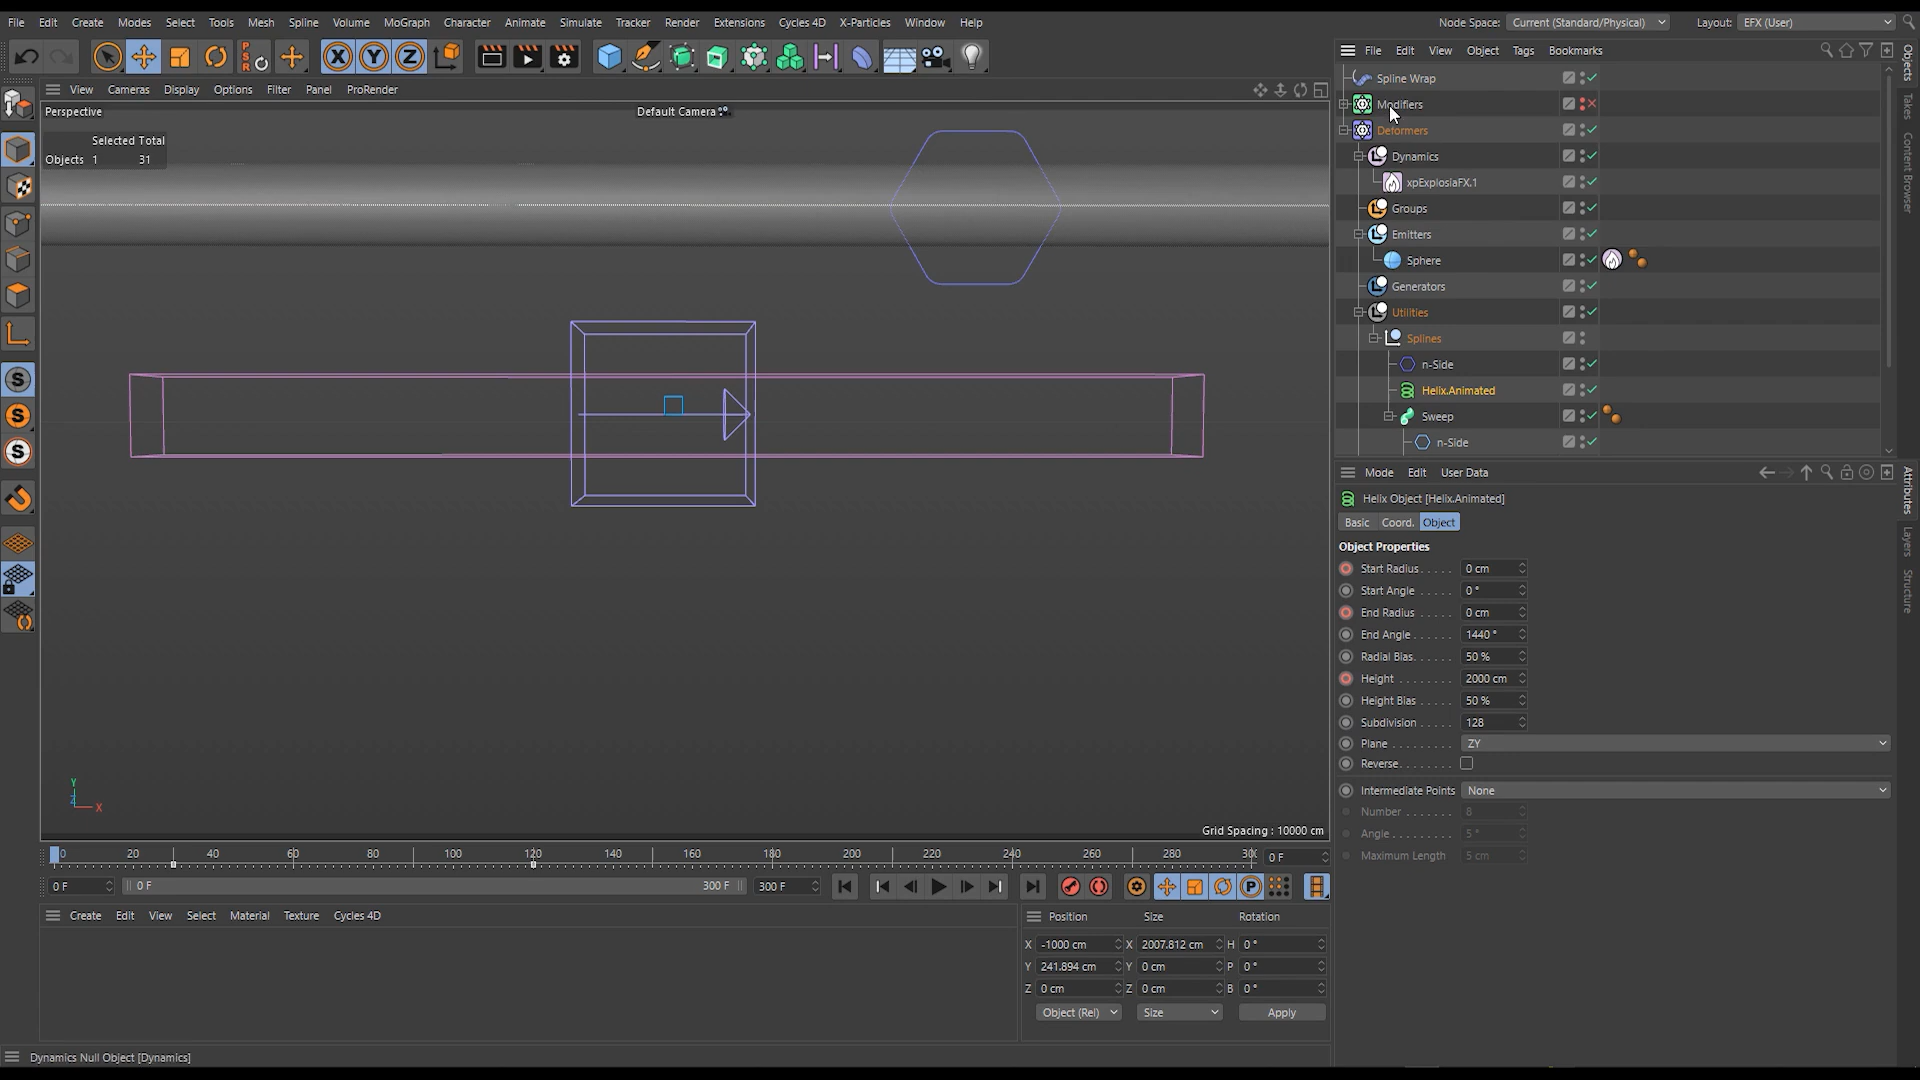 File Edit Create Modes Select Tools Mesh Spline Volume MoGraph Character Animate Simulate Tracker Render Extensions Cycles 4D X-Particles Window Help Node Space: Current (Standard/Physical) Layout: EFX (User)
PSR X Y Z
File Edit View Object Tags Bookmarks
View Cameras Display Options Filter Panel ProRender
Perspective Default Camera
Selected Total
Objects 1 31
Spline Wrap
Modifiers
Deformers
Dynamics
xpExplosiaFX.1
Groups
Emitters
Sphere
Generators
Utilities
Splines
n-Side
Helix.Animated
Sweep
n-Side
Objects
Takes
Content Browser
S
S
S
Mode Edit User Data
Helix Object [Helix.Animated]
Basic Coord. Object
Object Properties
Start Radius . . . . . 0 cm
Start Angle . . . . . 0 °
End Radius . . . . . 0 cm
End Angle . . . . . 1440 °
Radial Bias. . . . . 50 %
Height . . . . . . . . 2000 cm
Height Bias . . . . . 50 %
Subdivision . . . . . 128
Plane . . . . . . . . . ZY
Reverse. . . . . . . .
Intermediate Points None
Number . . . . . . . 8
Angle . . . . . . . . . 5 °
Maximum Length 5 cm
Attributes
Layers
Structure
Y
Z X
Grid Spacing : 10000 cm
0 20 40 60 80 100 120 140 160 180 200 220 240 260 280 30 0 F
0 F 0 F 300 F 300 F P
Create Edit View Select Material Texture Cycles 4D
Position Size Rotation
X -1000 cm X 2007.812 cm H 0 °
Y 241.894 cm Y 0 cm P 0 °
Z 0 cm Z 0 cm B 0 °
Object (Rel) Size Apply
Dynamics Null Object [Dynamics]